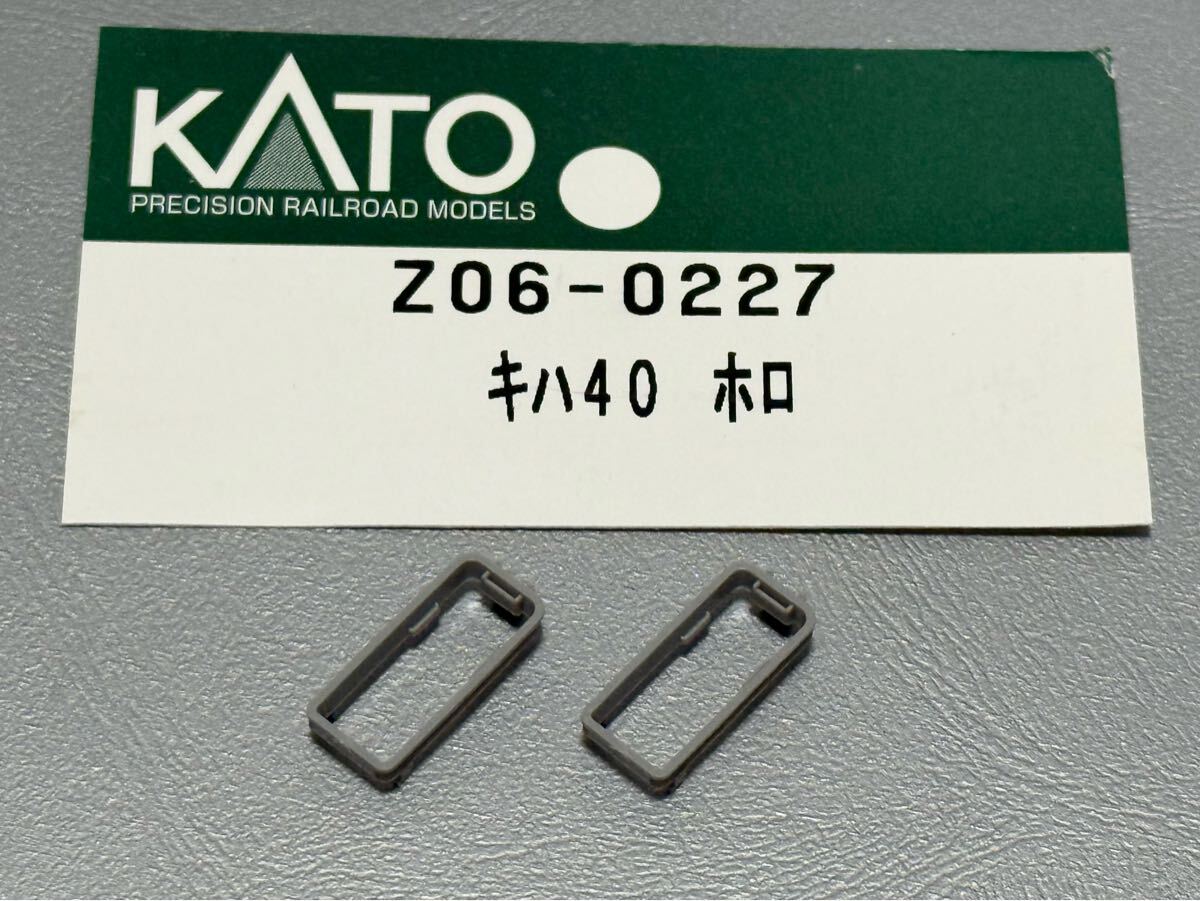 KATO
PRECISION RAILROAD MODELS
Z06-0227
キハ40 ホロ